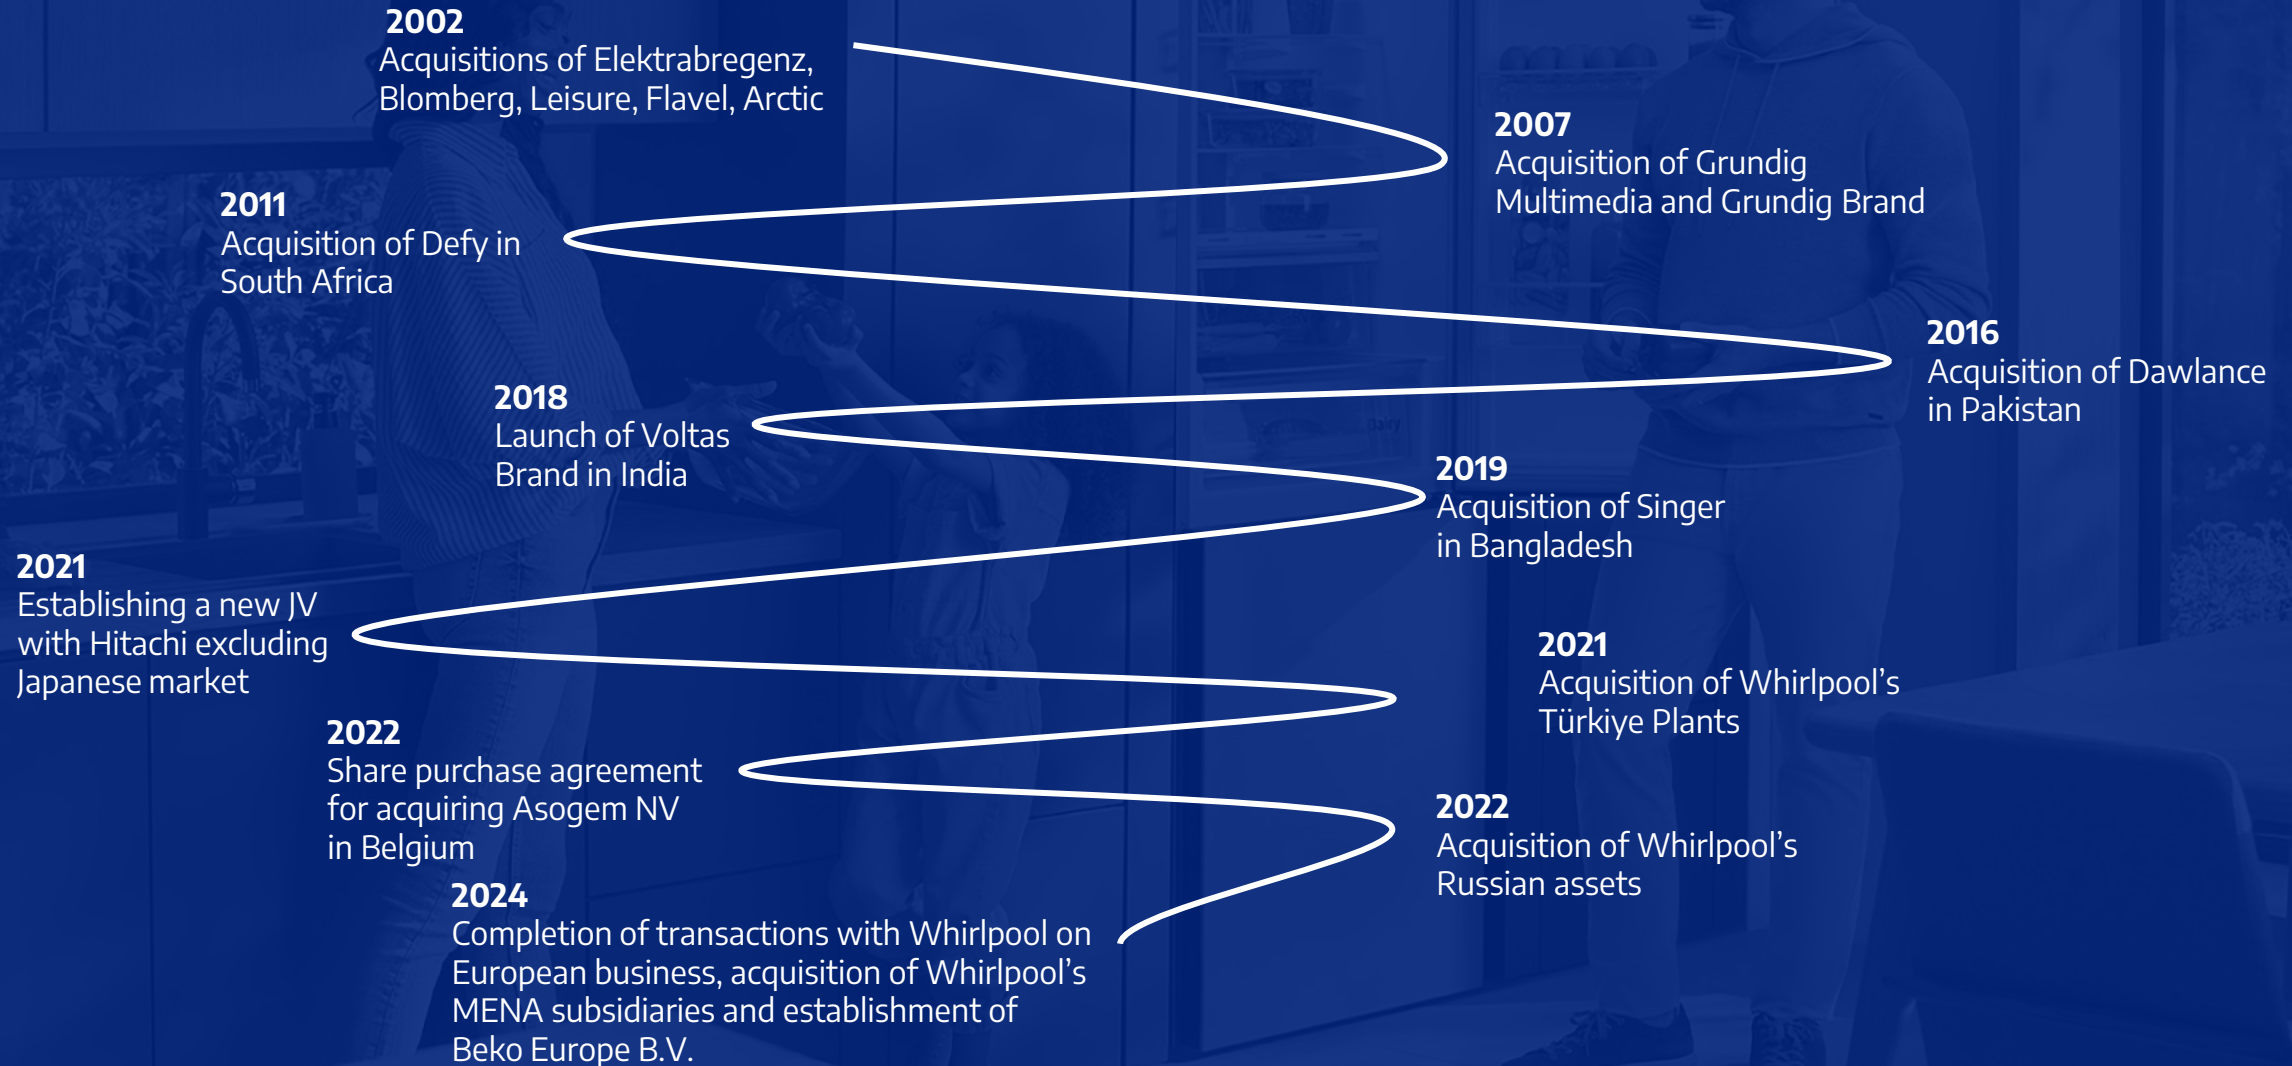 2002
Acquisitions of Elektrabregenz,
Blomberg, Leisure, Flavel, Arctic
2007
Acquisition of Grundig
Multimedia and Grundig Brand
2011
Acquisition of Defy in
South Africa
2016
Acquisition of Dawlance
in Pakistan
2018
Launch of Voltas
Brand in India
2019
Acquisition of Singer
in Bangladesh
2021
Establishing a new JV
with Hitachi excluding
Japanese market
2021
Acquisition of Whirlpool’s
Türkiye Plants
2022
Share purchase agreement
for acquiring Asogem NV
in Belgium
2022
Acquisition of Whirlpool’s
Russian assets
2024
Completion of transactions with Whirlpool on
European business, acquisition of Whirlpool’s
MENA subsidiaries and establishment of
Beko Europe B.V.
Dairy